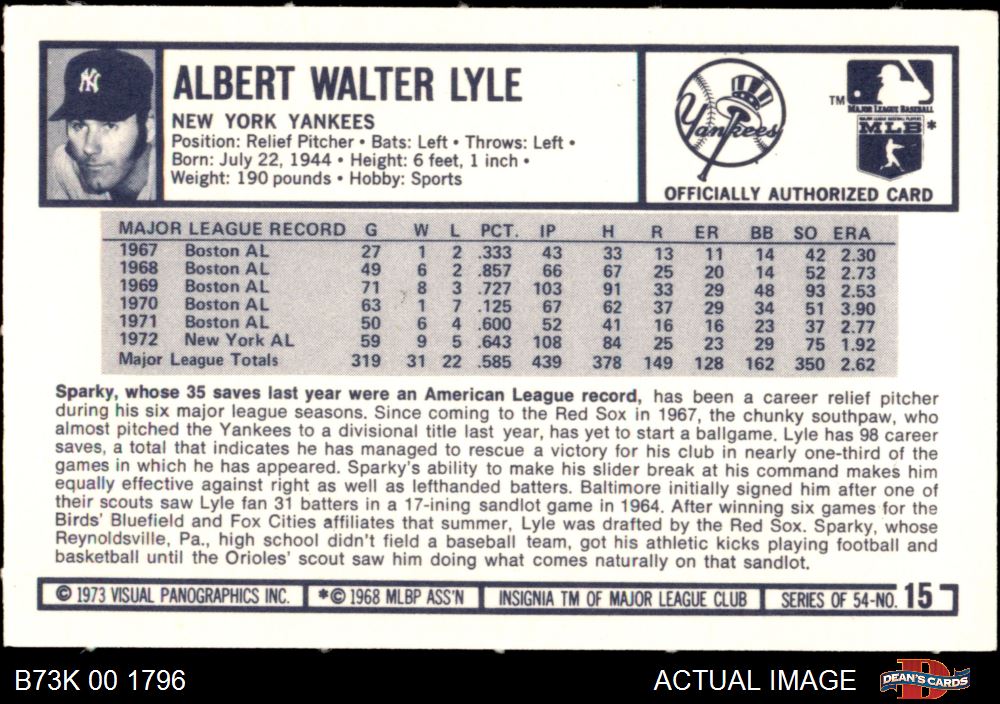 ALBERT WALTER LYLE
NEW YORK YANKEES
Position: Relief Pitcher • Bats: Left • Throws: Left •
Born: July 22, 1944 • Height: 6 feet, 1 inch •
Weight: 190 pounds • Hobby: Sports
NY
Yankees
TM
MAJOR LEAGUE BASEBALL
MAJOR LEAGUE BASEBALL PLAYERS
MLB *
OFFICIALLY AUTHORIZED CARD
MAJOR LEAGUE RECORD G W L PCT. IP H R ER BB SO ERA
1967 Boston AL 27 1 2 .333 43 33 13 11 14 42 2.30
1968 Boston AL 49 6 2 .857 66 67 25 20 14 52 2.73
1969 Boston AL 71 8 3 .727 103 91 33 29 48 93 2.53
1970 Boston AL 63 1 7 .125 67 62 37 29 34 51 3.90
1971 Boston AL 50 6 4 .600 52 41 16 16 23 37 2.77
1972 New York AL 59 9 5 .643 108 84 25 23 29 75 1.92
Major League Totals 319 31 22 .585 439 378 149 128 162 350 2.62
Sparky, whose 35 saves last year were an American League record, has been a career relief pitcher
during his six major league seasons. Since coming to the Red Sox in 1967, the chunky southpaw, who
almost pitched the Yankees to a divisional title last year, has yet to start a ballgame. Lyle has 98 career
saves, a total that indicates he has managed to rescue a victory for his club in nearly one-third of the
games in which he has appeared. Sparky's ability to make his slider break at his command makes him
equally effective against right as well as lefthanded batters. Baltimore initially signed him after one of
their scouts saw Lyle fan 31 batters in a 17-ining sandlot game in 1964. After winning six games for the
Birds' Bluefield and Fox Cities affiliates that summer, Lyle was drafted by the Red Sox. Sparky, whose
Reynoldsville, Pa., high school didn't field a baseball team, got his athletic kicks playing football and
basketball until the Orioles' scout saw him doing what comes naturally on that sandlot.
© 1973 VISUAL PANOGRAPHICS INC. *© 1968 MLBP ASS'N INSIGNIA TM OF MAJOR LEAGUE CLUB SERIES OF 54-NO. 15
B73K 00 1796 ACTUAL IMAGE DEAN'S CARDS